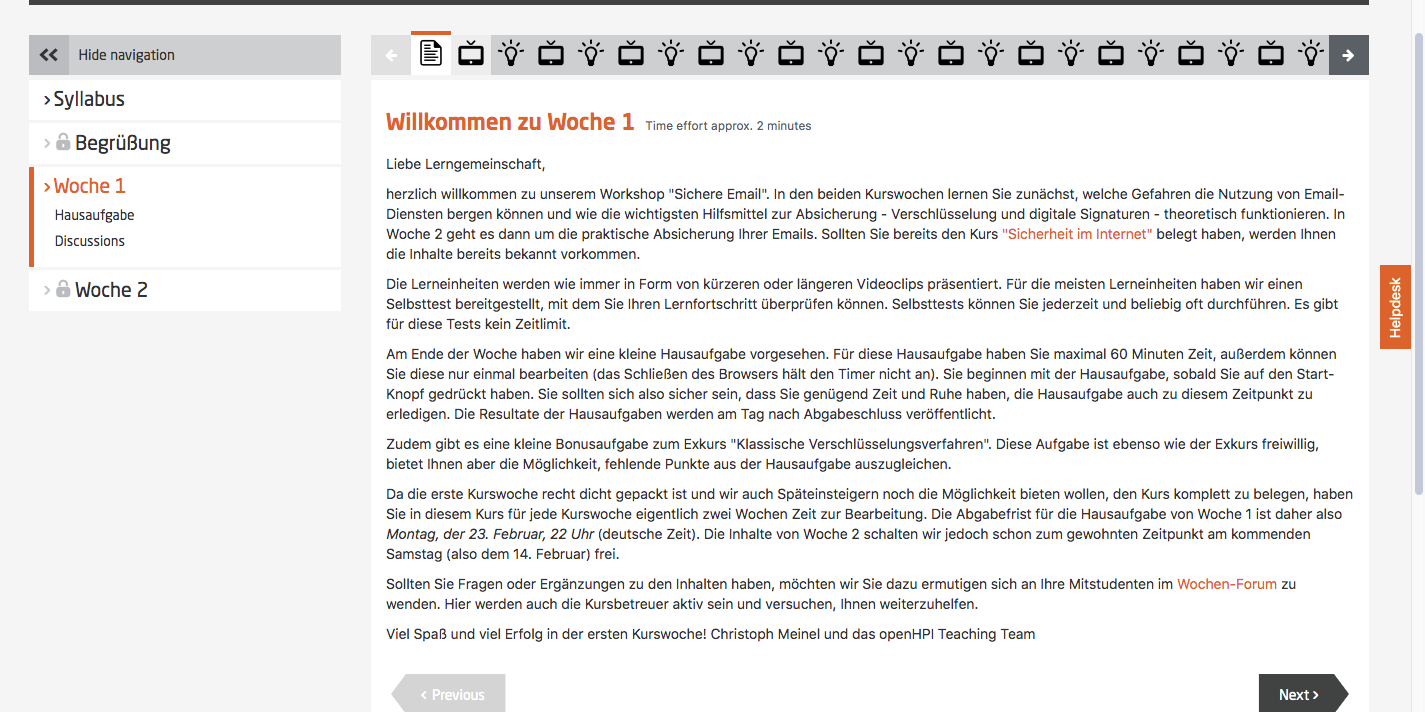 Hide navigation
Syllabus
Begrüßung
Woche 1
Hausaufgabe
Discussions
Woche 2
Willkommen zu Woche 1 Time effort approx. 2 minutes
Liebe Lerngemeinschaft,
herzlich willkommen zu unserem Workshop "Sichere Email". In den beiden Kurswochen lernen Sie zunächst, welche Gefahren die Nutzung von Email-
Diensten bergen können und wie die wichtigsten Hilfsmittel zur Absicherung - Verschlüsselung und digitale Signaturen - theoretisch funktionieren. In
Woche 2 geht es dann um die praktische Absicherung Ihrer Emails. Sollten Sie bereits den Kurs "Sicherheit im Internet" belegt haben, werden Ihnen
die Inhalte bereits bekannt vorkommen.
Die Lerneinheiten werden wie immer in Form von kürzeren oder längeren Videoclips präsentiert. Für die meisten Lerneinheiten haben wir einen
Selbsttest bereitgestellt, mit dem Sie Ihren Lernfortschritt überprüfen können. Selbsttests können Sie jederzeit und beliebig oft durchführen. Es gibt
für diese Tests kein Zeitlimit.
Am Ende der Woche haben wir eine kleine Hausaufgabe vorgesehen. Für diese Hausaufgabe haben Sie maximal 60 Minuten Zeit, außerdem können
Sie diese nur einmal bearbeiten (das Schließen des Browsers hält den Timer nicht an). Sie beginnen mit der Hausaufgabe, sobald Sie auf den Start-
Knopf gedrückt haben. Sie sollten sich also sicher sein, dass Sie genügend Zeit und Ruhe haben, die Hausaufgabe auch zu diesem Zeitpunkt zu
erledigen. Die Resultate der Hausaufgaben werden am Tag nach Abgabeschluss veröffentlicht.
Zudem gibt es eine kleine Bonusaufgabe zum Exkurs "Klassische Verschlüsselungsverfahren". Diese Aufgabe ist ebenso wie der Exkurs freiwillig,
bietet Ihnen aber die Möglichkeit, fehlende Punkte aus der Hausaufgabe auszugleichen.
Da die erste Kurswoche recht dicht gepackt ist und wir auch Späteinsteigern noch die Möglichkeit bieten wollen, den Kurs komplett zu belegen, haben
Sie in diesem Kurs für jede Kurswoche eigentlich zwei Wochen Zeit zur Bearbeitung. Die Abgabefrist für die Hausaufgabe von Woche 1 ist daher also
Montag, der 23. Februar, 22 Uhr (deutsche Zeit). Die Inhalte von Woche 2 schalten wir jedoch schon zum gewohnten Zeitpunkt am kommenden
Samstag (also dem 14. Februar) frei.
Sollten Sie Fragen oder Ergänzungen zu den Inhalten haben, möchten wir Sie dazu ermutigen sich an Ihre Mitstudenten im Wochen-Forum zu
wenden. Hier werden auch die Kursbetreuer aktiv sein und versuchen, Ihnen weiterzuhelfen.
Viel Spaß und viel Erfolg in der ersten Kurswoche! Christoph Meinel und das openHPI Teaching Team
Previous
Next
Helpdesk